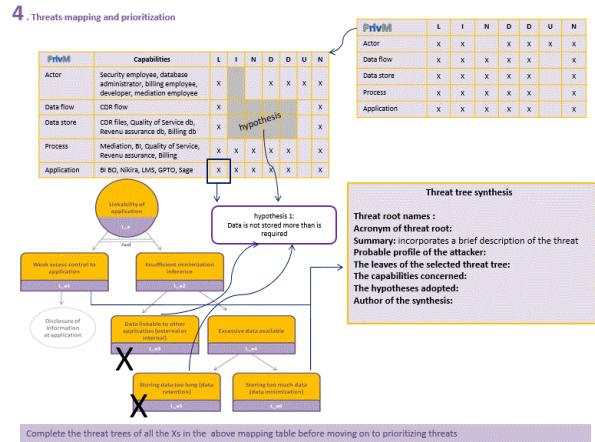 4. Threats mapping and prioritization
PrivM L I N D D U N
Actor X X X X X X
Data flow X X X X X X
Data store X X X X X X
Process X X X X X X
Application X X X X X X
PrivM Capabilities L I N D D U N
Actor Security employee, database administrator, billing employee, developer, mediation employee X X X X X
Data flow CDR flow X X
Data store CDR files, Quality of Service db, Revenu assurance db, Billing db X X
hypothesis
Process Mediation, BI, Quality of Service, Revenu assurance, Billing X X X X X X
Application BI BO, Nikira, LMS, GPTO, Sage X X X X X X
hypothesis 1:
Data is not stored more than is
required
Linkability of
application
L_a
And
Weak access control to
application
L_a1
Insufficient minimization
inference
L_a2
Disclosure of
information
at application
Data linkable to other
application (external or
internal)
Excessive data available
X
Storing data too long (data
retention)
Storing too much data
(data minimization)
X
Threat tree synthesis
Threat root names :
Acronym of threat root:
Summary: incorporates a brief description of the threat
Probable profile of the attacker:
The leaves of the selected threat tree:
The capabilities concerned:
The hypotheses adopted:
Author of the synthesis:
Complete the threat trees of all the Xs in the above mapping table before moving on to prioritizing threats